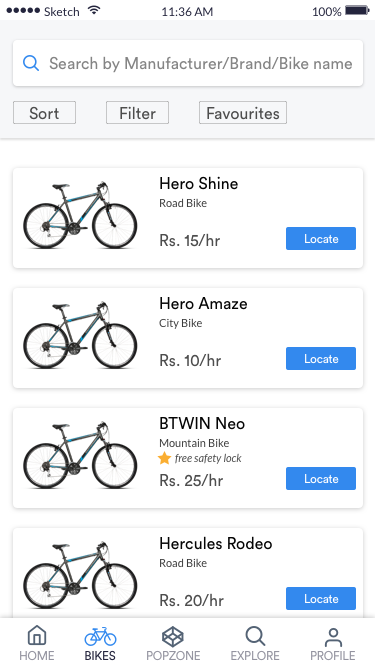 Sketch 11:36 AM 100%
Search by Manufacturer/Brand/Bike name
Sort Filter Favourites
Hero Shine
Road Bike
Rs. 15/hr Locate
Hero Amaze
City Bike
Rs. 10/hr Locate
BTWIN Neo
Mountain Bike
free safety lock
Rs. 25/hr Locate
Hercules Rodeo
Road Bike
Rs. 20/hr Locate
HOME BIKES POPZONE EXPLORE PROFILE